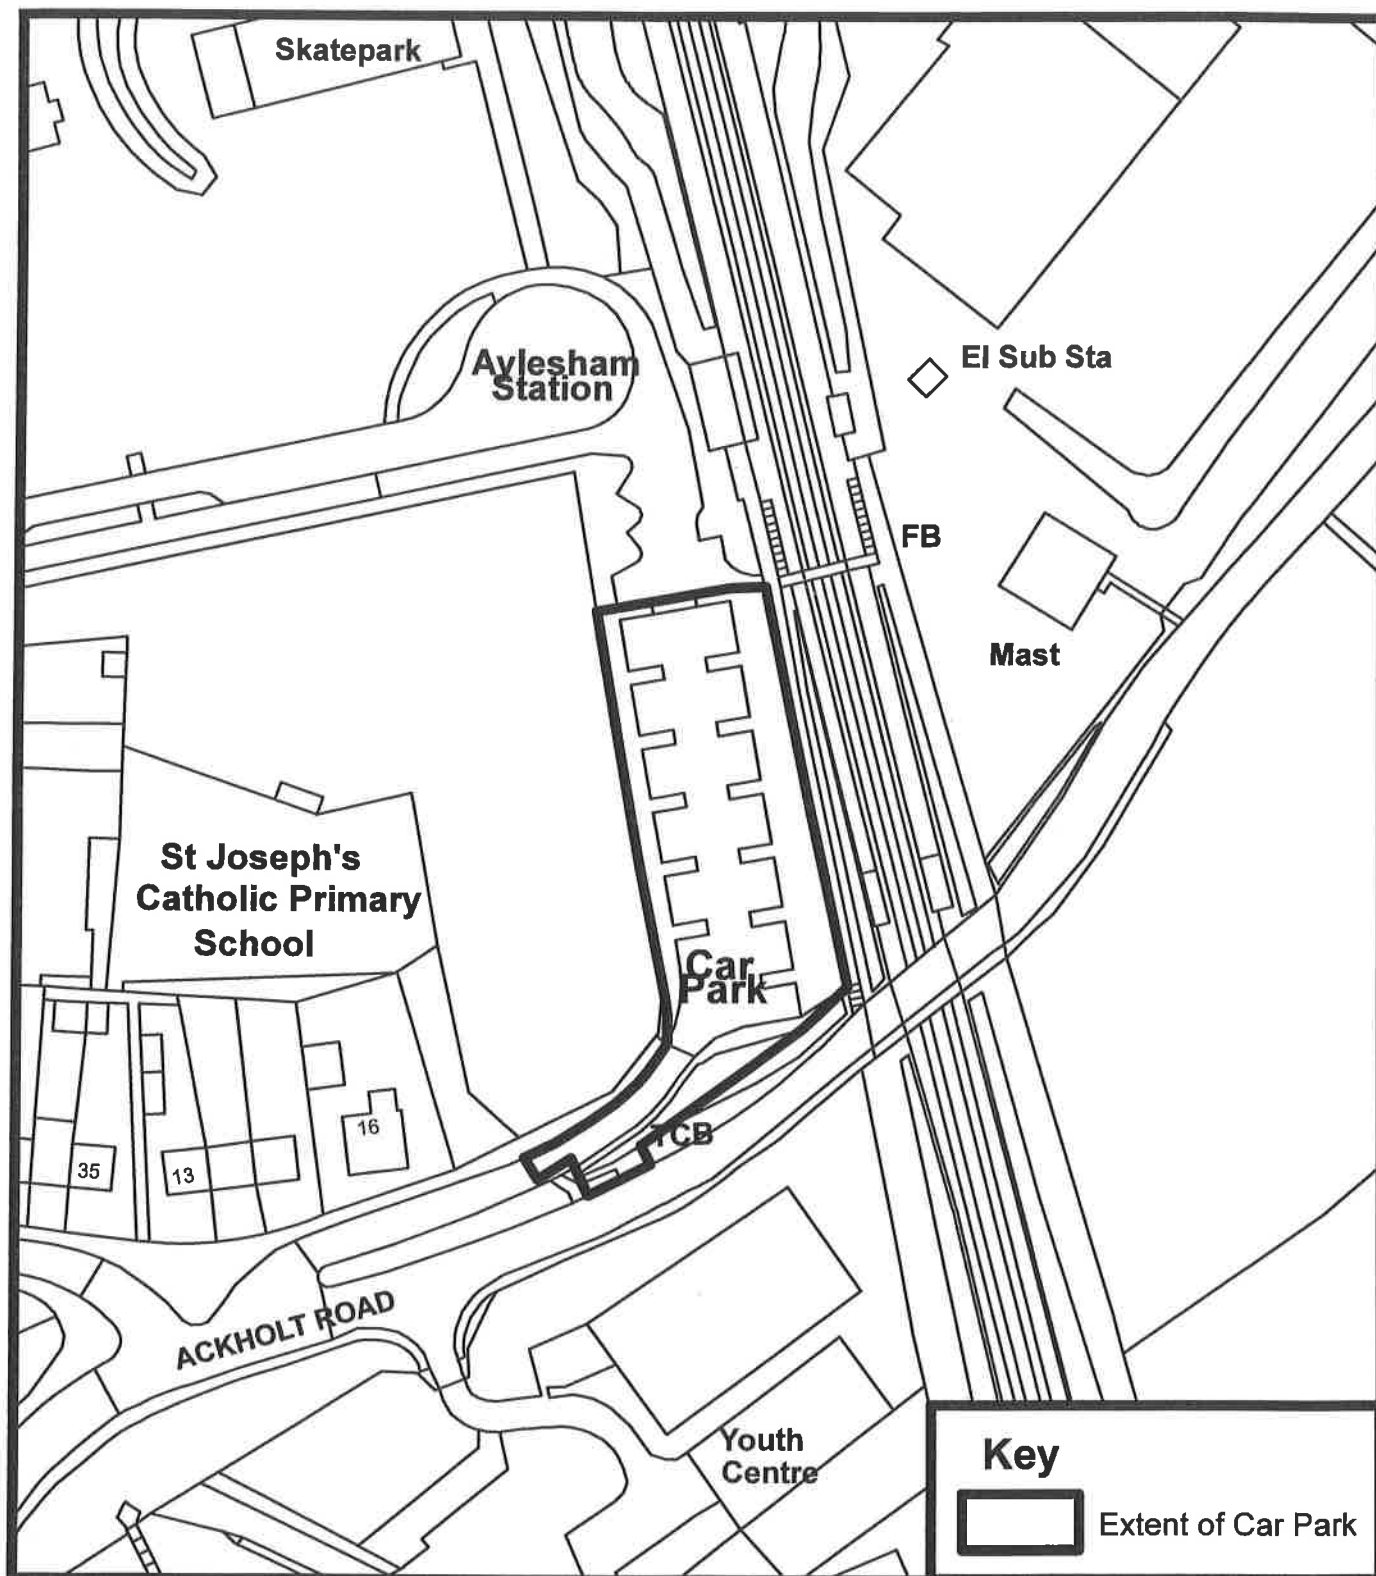 Skatepark
Aylesham
Station
El Sub Sta
FB
Mast
St Joseph's
Catholic Primary
School
Car
Park
TCB
16
35
13
ACKHOLT ROAD
Youth
Centre
Key
Extent of Car Park